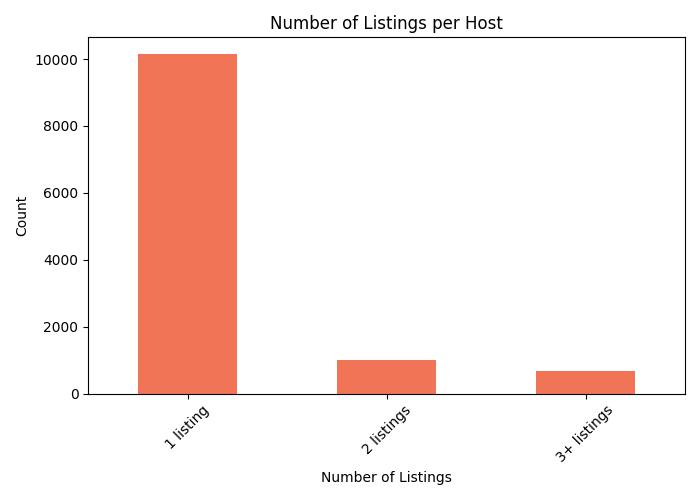 Number of Listings per Host
Count
10000
8000
6000
4000
2000
0
1 listing
2 listings
3+ listings
Number of Listings